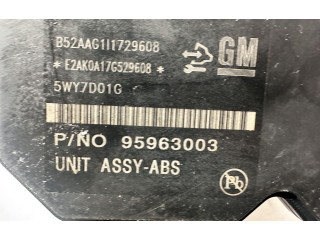 B52AAG1I1729608
GM
*E2AK0A17G529608*
5WY7D01G
P/NO 95963003
UNIT ASSY-ABS
Pb